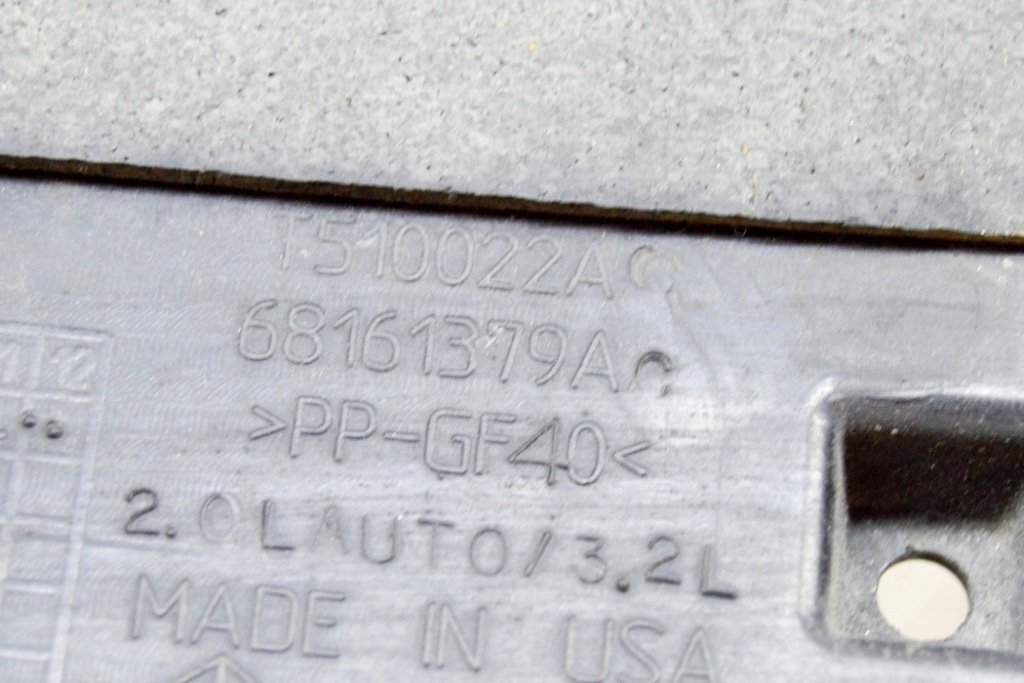 T510022AC
68161379AC
>PP-GF40<
2.0L AUTO/3.2L
MADE IN USA